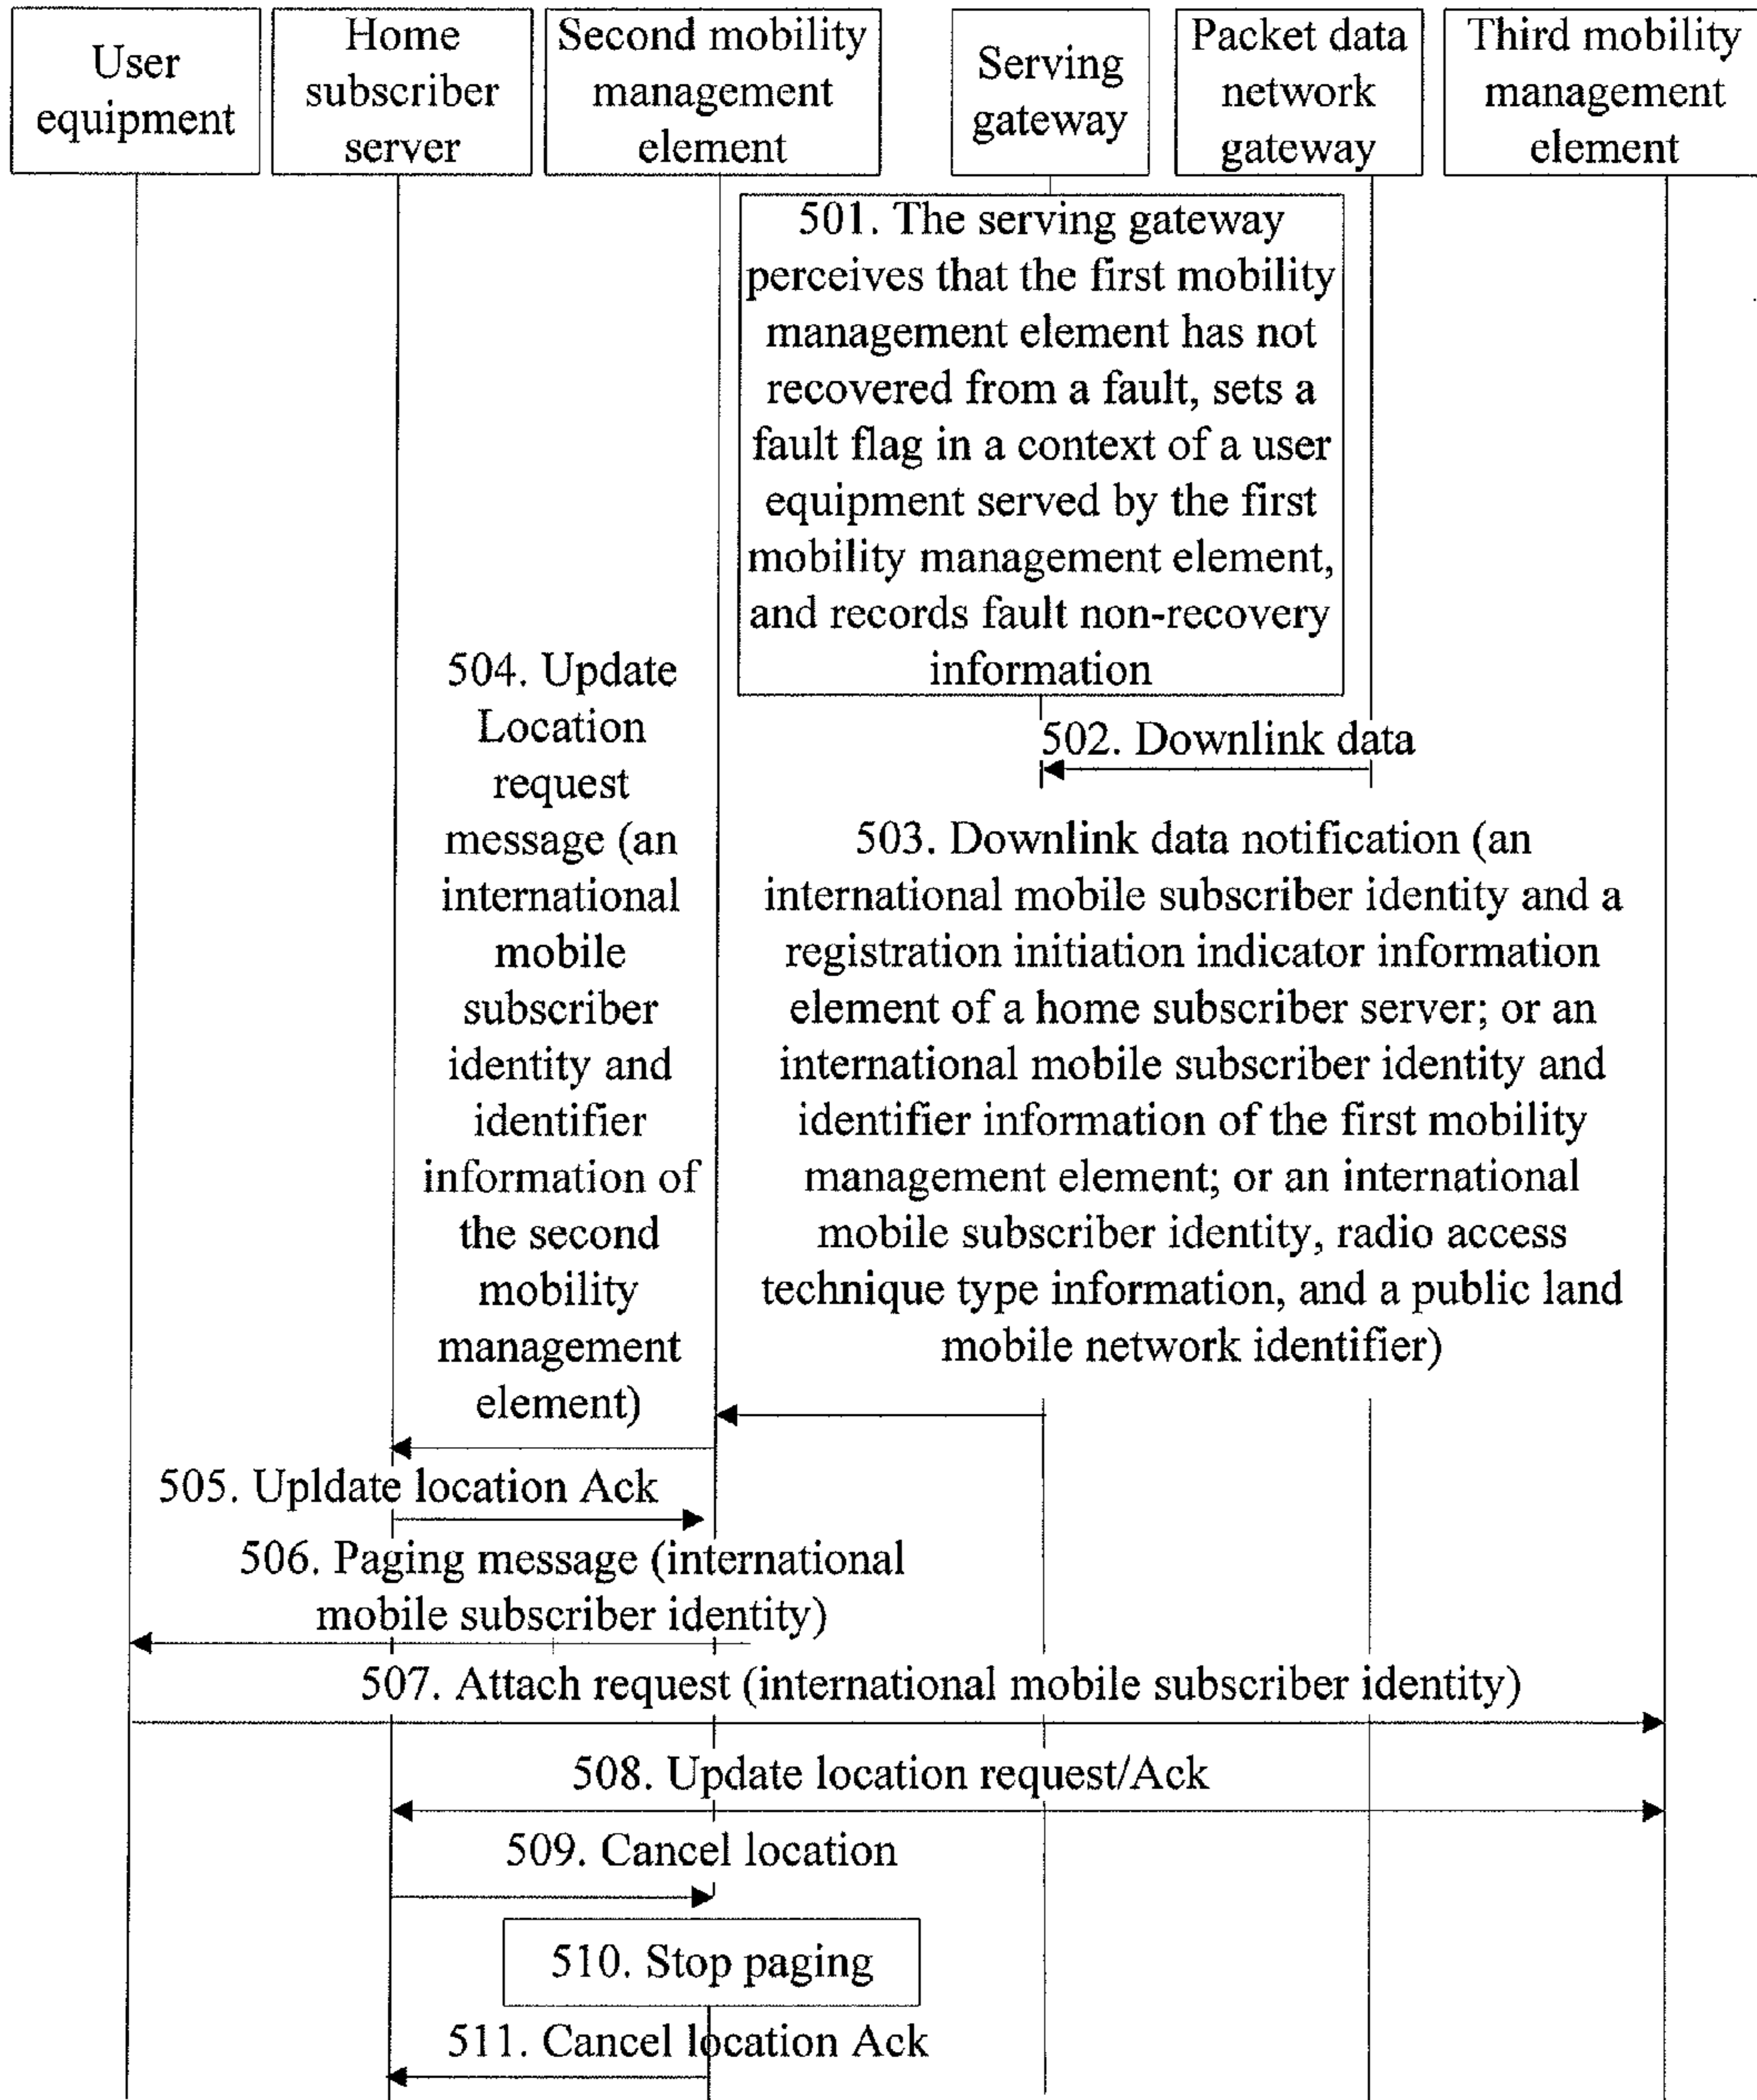 User
equipment
Home
subscriber
server
Second mobility
management
element
Serving
gateway
Packet data
network
gateway
Third mobility
management
element
501. The serving gateway
perceives that the first mobility
management element has not
recovered from a fault, sets a
fault flag in a context of a user
equipment served by the first
mobility management element,
and records fault non-recovery
information
502. Downlink data
503. Downlink data notification (an
international mobile subscriber identity and a
registration initiation indicator information
element of a home subscriber server; or an
international mobile subscriber identity and
identifier information of the first mobility
management element; or an international
mobile subscriber identity, radio access
technique type information, and a public land
mobile network identifier)
504. Update
Location
request
message (an
international
mobile
subscriber
identity and
identifier
information of
the second
mobility
management
element)
505. Upldate location Ack
506. Paging message (international
mobile subscriber identity)
507. Attach request (international mobile subscriber identity)
508. Update location request/Ack
509. Cancel location
510. Stop paging
511. Cancel location Ack